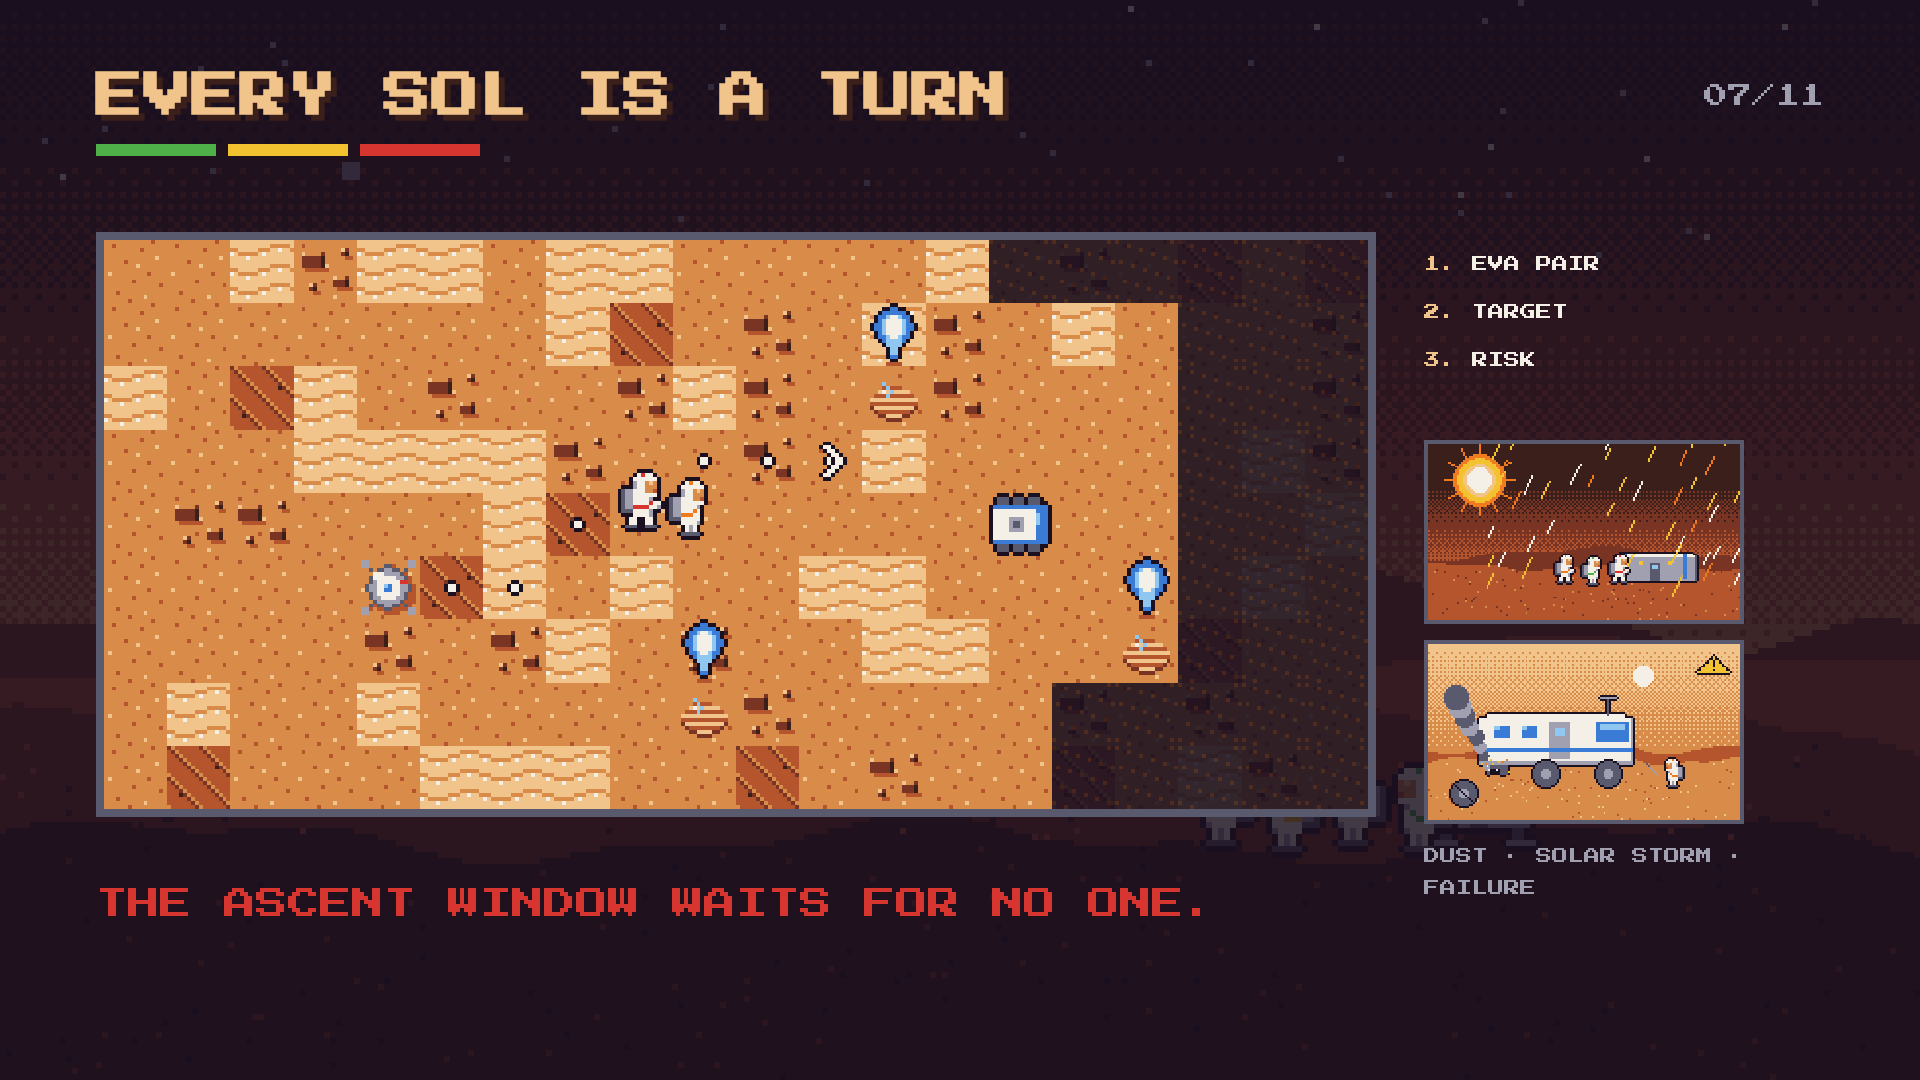 EVERY SOL IS A TURN
07/11
1. EVA PAIR
2. TARGET
3. RISK
DUST · SOLAR STORM ·
FAILURE
THE ASCENT WINDOW WAITS FOR NO ONE.